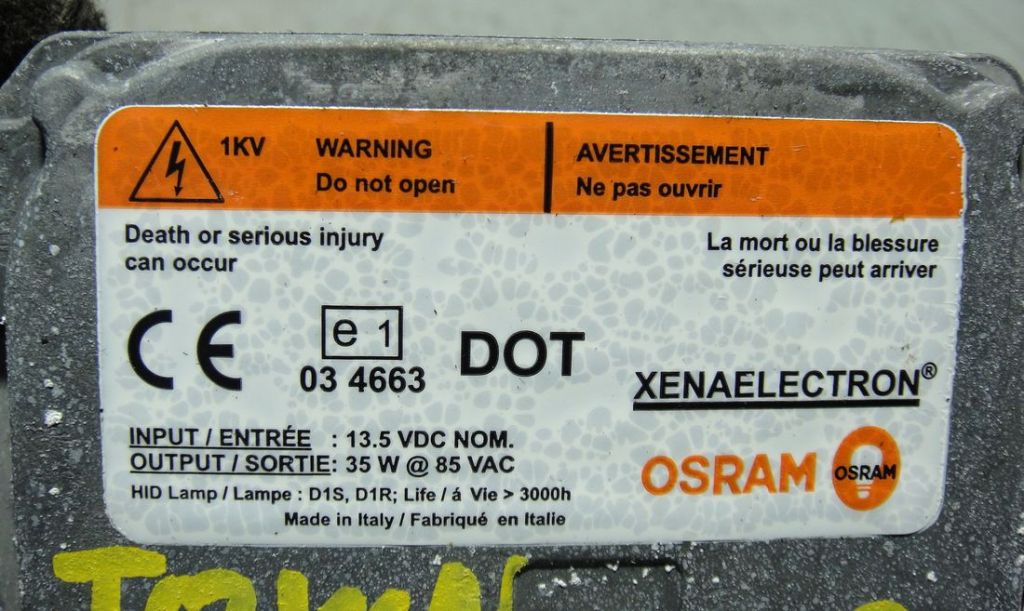 1KV
WARNING
Do not open
AVERTISSEMENT
Ne pas ouvrir
Death or serious injury
can occur
La mort ou la blessure
sérieuse peut arriver
CE
e 1
03 4663
DOT
XENAELECTRON®
INPUT / ENTRÉE : 13.5 VDC NOM.
OUTPUT / SORTIE: 35 W @ 85 VAC
HID Lamp / Lampe : D1S, D1R; Life / á Vie > 3000h
Made in Italy / Fabriqué en Italie
OSRAM
OSRAM